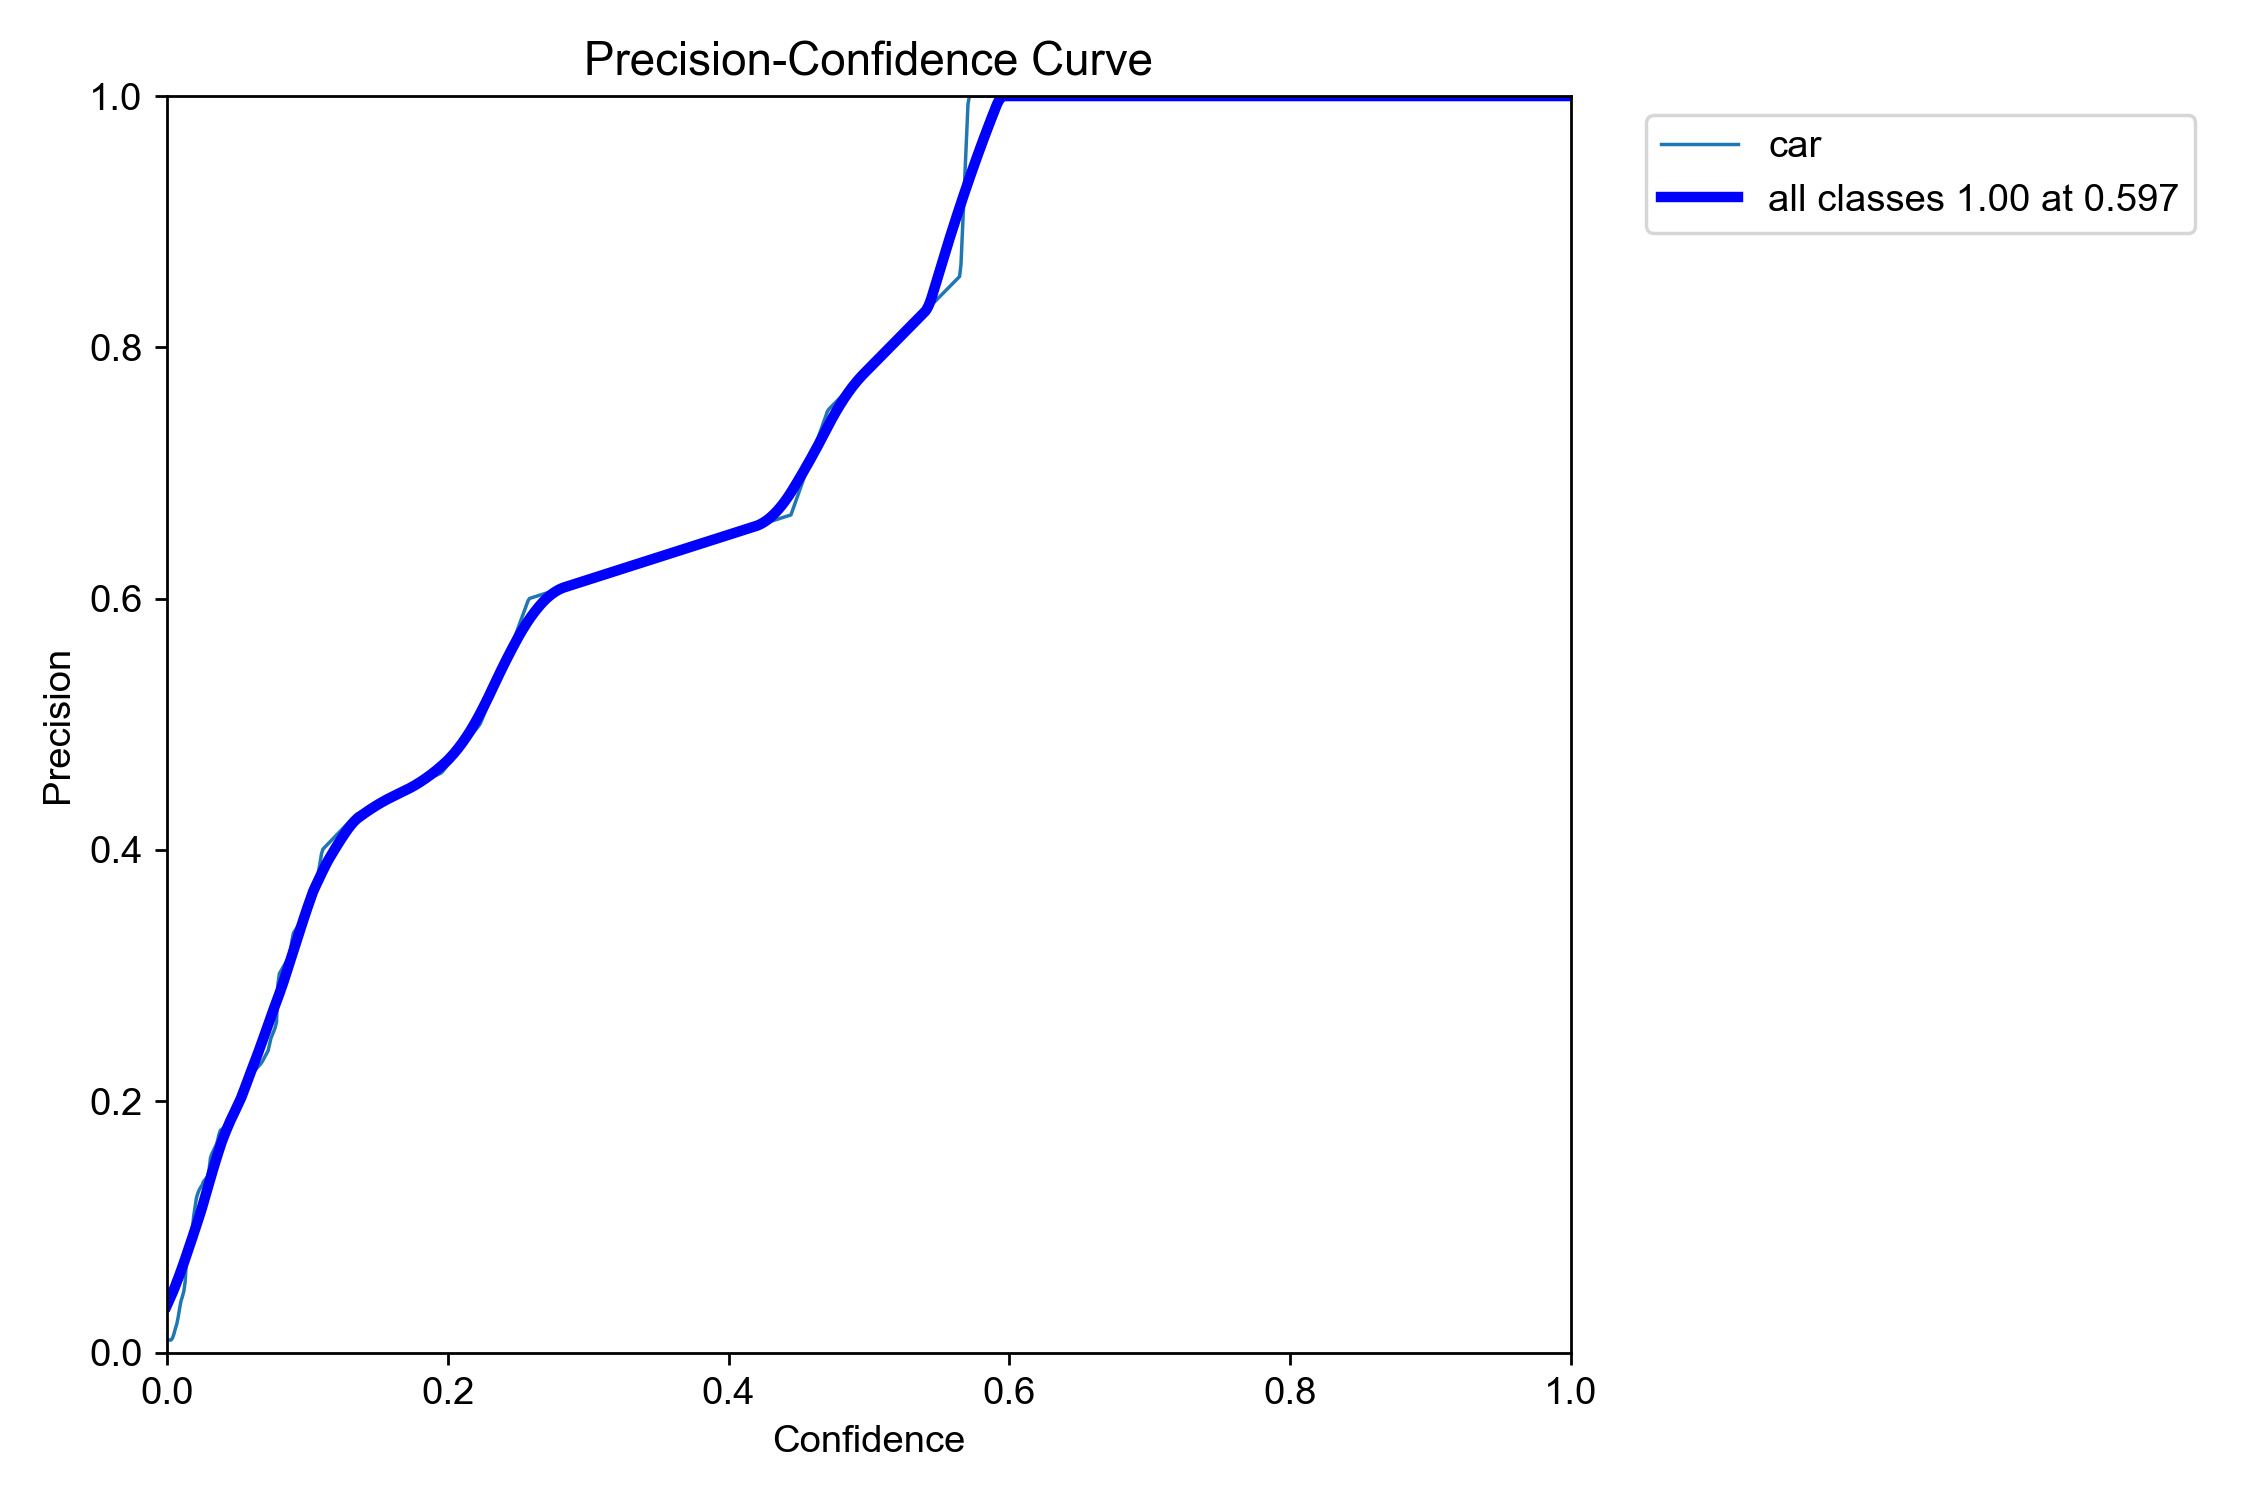 Precision-Confidence Curve
car
all classes 1.00 at 0.597
1.0
0.8
0.6
0.4
0.2
0.0
Precision
0.0 0.2 0.4 0.6 0.8 1.0
Confidence